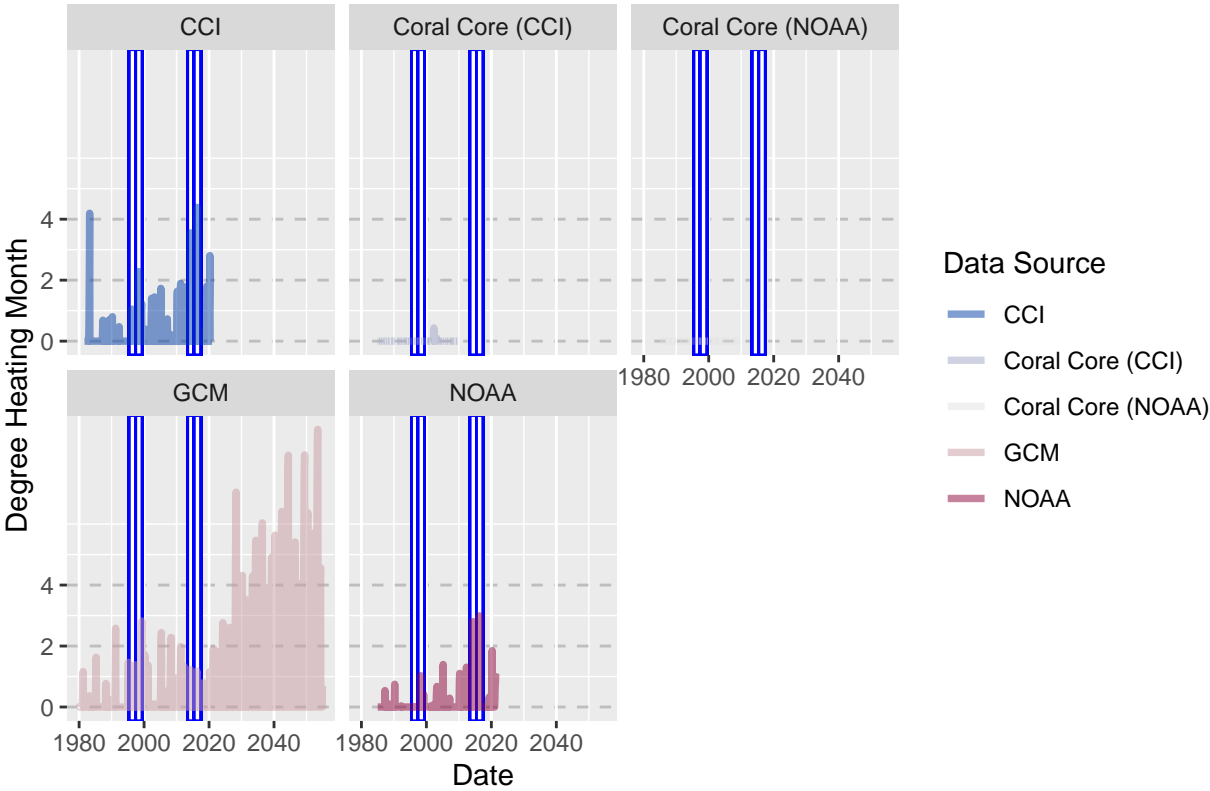 CCI
Coral Core (CCI)
Coral Core (NOAA)
Degree Heating Month
4
2
0
1980 2000 2020 2040
GCM
NOAA
4
2
0
1980 2000 2020 2040
1980 2000 2020 2040
Date
Data Source
CCI
Coral Core (CCI)
Coral Core (NOAA)
GCM
NOAA